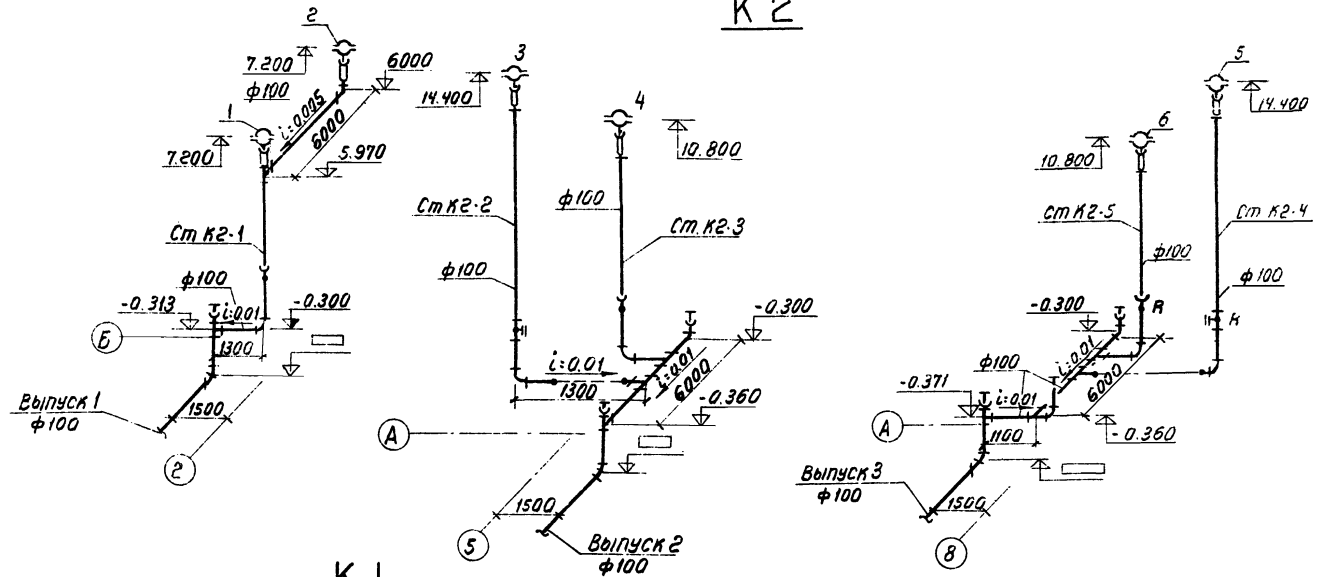 К 2
1
2
7.200
ф100
6000
i=0.005
6000
1
7.200
5.970
Ст К2-1
ф100
-0.313
i=0.01
-0.300
Б
1300
Выпуск 1
ф100
1500
2
3
14.400
4
10.800
Ст К2-2
ф100
Ст. К2-3
ф100
-0.300
i=0.01
1300
i=0.01
6000
-0.360
А
1500
5
Выпуск 2
ф100
5
14.400
6
10.800
Ст К2-5
Ст. К2-4
ф100
ф100
-0.300
R
К
ф100
i=0.01
6000
-0.371
i=0.01
А
1100
-0.360
Выпуск 3
ф100
1500
8
К 1